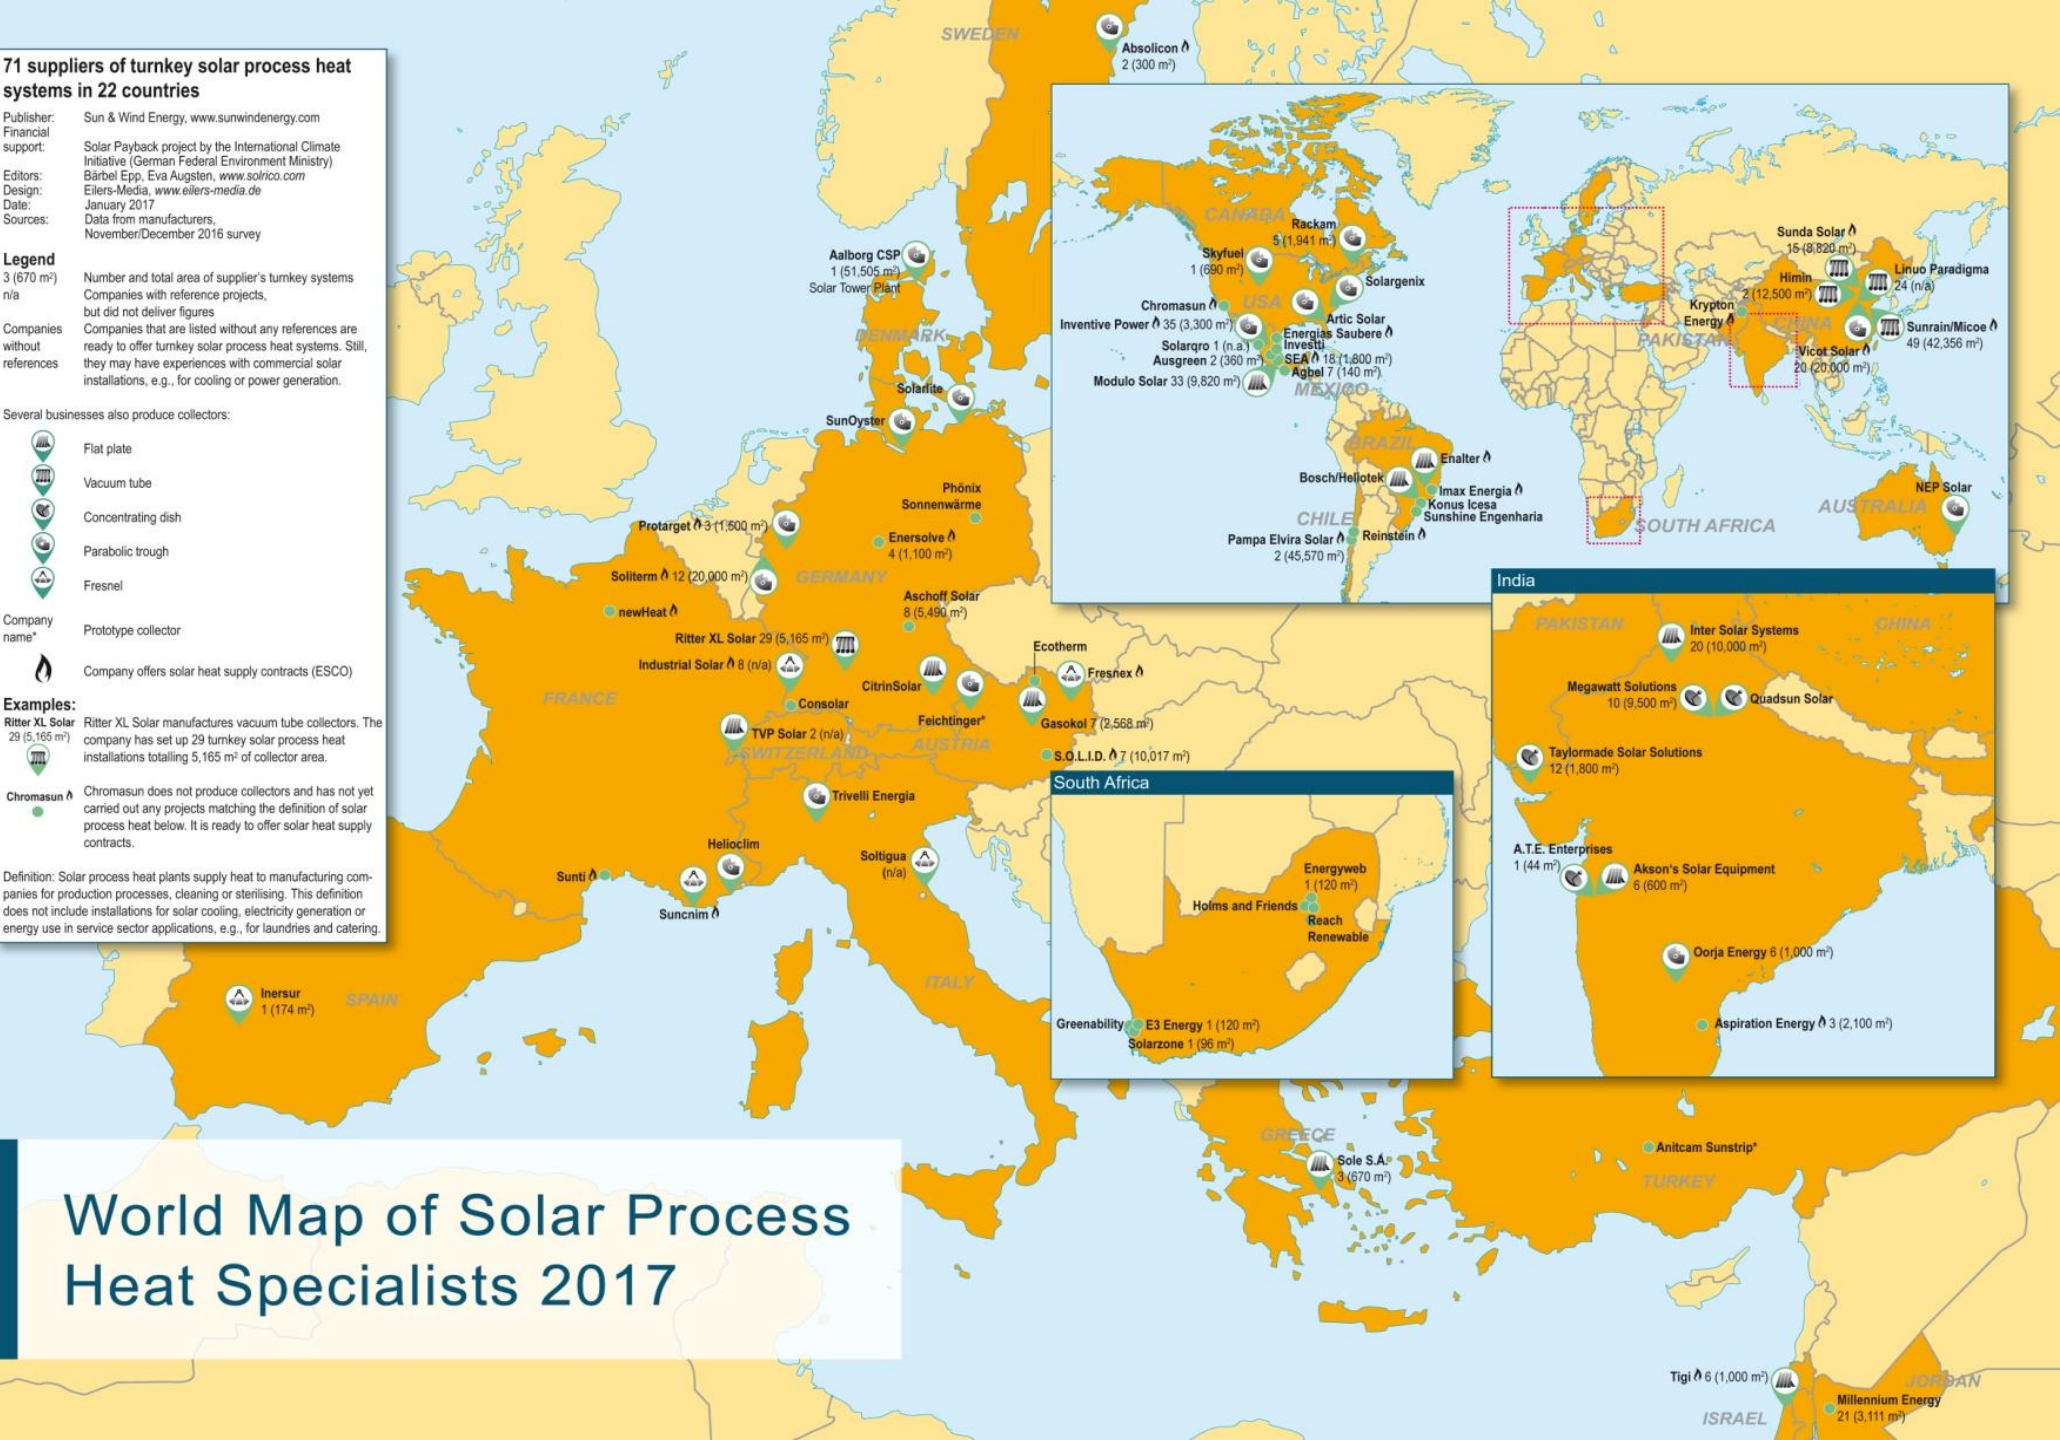 71 suppliers of turnkey solar process heat
systems in 22 countries
Publisher: Sun & Wind Energy, www.sunwindenergy.com
Financial
support: Solar Payback project by the International Climate
Initiative (German Federal Environment Ministry)
Editors: Bärbel Epp, Eva Augsten, www.solrico.com
Design: Eilers-Media, www.eilers-media.de
Date: January 2017
Sources: Data from manufacturers,
November/December 2016 survey
Legend
3 (670 m²) Number and total area of supplier's turnkey systems
n/a Companies with reference projects,
but did not deliver figures
Companies Companies that are listed without any references are
without ready to offer turnkey solar process heat systems. Still,
references they may have experiences with commercial solar
installations, e.g., for cooling or power generation.
Several businesses also produce collectors:
Flat plate
Vacuum tube
Concentrating dish
Parabolic trough
Fresnel
Company
name* Prototype collector
Company offers solar heat supply contracts (ESCO)
Examples:
Ritter XL Solar Ritter XL Solar manufactures vacuum tube collectors. The
29 (5,165 m²) company has set up 29 turnkey solar process heat
installations totalling 5,165 m² of collector area.
Chromasun Chromasun does not produce collectors and has not yet
carried out any projects matching the definition of solar
process heat below. It is ready to offer solar heat supply
contracts.
Definition: Solar process heat plants supply heat to manufacturing com-
panies for production processes, cleaning or sterilising. This definition
does not include installations for solar cooling, electricity generation or
energy use in service sector applications, e.g., for laundries and catering.
SWEDEN
Absolicon
2 (300 m²)
Aalborg CSP
1 (51,505 m²)
Solar Tower Plant
DENMARK
Solarlite
SunOyster
Phönix
Sonnenwärme
Protarget 3 (1,500 m²)
Enersolve
4 (1,100 m²)
Soliterm 12 (20,000 m²)
GERMANY
Aschoff Solar
8 (5,490 m²)
newHeat
Ritter XL Solar 29 (5,165 m²)
Industrial Solar 8 (n/a)
Ecotherm
Fresnex
CitrinSolar
FRANCE
Consolar
Feichtinger*
Gasokol 7 (2,568 m²)
TVP Solar 2 (n/a)
SWITZERLAND
AUSTRIA
S.O.L.I.D. 7 (10,017 m²)
Trivelli Energia
Helioclim
Soltigua
(n/a)
Sunti
Suncnim
ITALY
Inersur
1 (174 m²)
SPAIN
CANADA
Rackam
5 (1,941 m²)
Skyfuel
1 (690 m²)
Solargenix
Chromasun
USA
Artic Solar
Inventive Power 35 (3,300 m²)
Energias Saubere
Solarqro 1 (n.a.)
Investti
Ausgreen 2 (360 m²)
SEA 18 (1,800 m²)
Agbel 7 (140 m²)
Modulo Solar 33 (9,820 m²)
MEXICO
BRAZIL
Enalter
Bosch/Heliotek
Imax Energia
Konus Icesa
Sunshine Engenharia
CHILE
Pampa Elvira Solar
2 (45,570 m²)
Reinstein
Sunda Solar
15 (8,820 m²)
Himin
2 (12,500 m²)
Linuo Paradigma
24 (n/a)
Krypton
Energy
CHINA
PAKISTAN
Sunrain/Micoe
49 (42,356 m²)
Vicot Solar
20 (20,000 m²)
NEP Solar
AUSTRALIA
SOUTH AFRICA
India
PAKISTAN
CHINA
Inter Solar Systems
20 (10,000 m²)
Megawatt Solutions
10 (9,500 m²)
Quadsun Solar
Taylormade Solar Solutions
12 (1,800 m²)
A.T.E. Enterprises
1 (44 m²)
Akson's Solar Equipment
6 (600 m²)
Oorja Energy 6 (1,000 m²)
Aspiration Energy 3 (2,100 m²)
South Africa
Energyweb
1 (120 m²)
Holms and Friends
Reach
Renewable
Greenability
E3 Energy 1 (120 m²)
Solarzone 1 (96 m²)
GREECE
Sole S.A.
3 (670 m²)
Anitcam Sunstrip*
TURKEY
Tigi 6 (1,000 m²)
JORDAN
Millennium Energy
21 (3,111 m²)
ISRAEL
World Map of Solar Process
Heat Specialists 2017